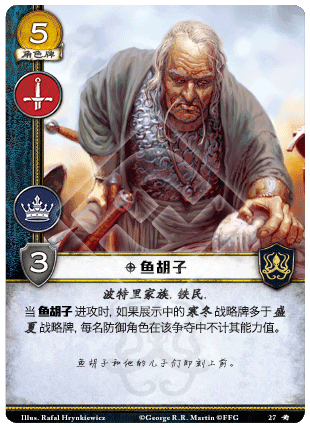 5
角色牌
3
鱼胡子
波特里家族. 铁民.
当 鱼胡子 进攻时, 如果展示中的 寒冬 战略牌多于 盛
夏 战略牌, 每名防御角色在该争夺中不计其能力值。
鱼胡子和他的儿子们即刻上前。
Illus. Rafal Hrynkiewicz ©George R.R. Martin ©FFG 27